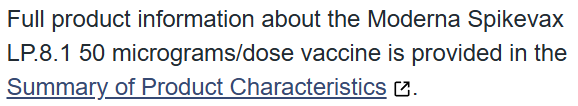 Full product information about the Moderna Spikevax
LP.8.1 50 micrograms/dose vaccine is provided in the
Summary of Product Characteristics.